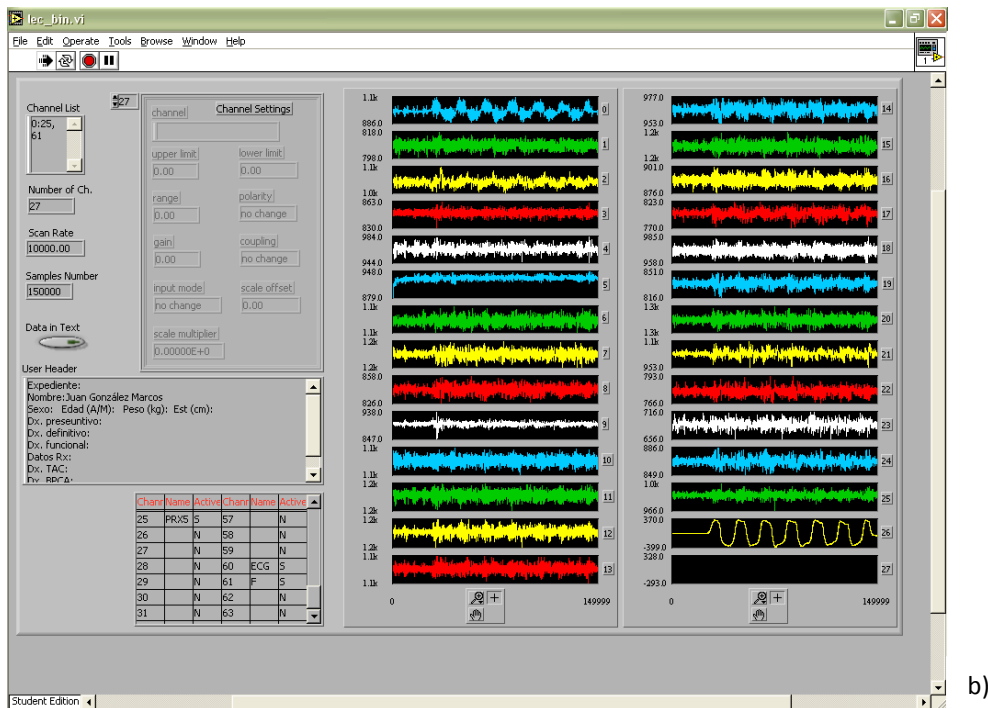 lec_bin.vi
File Edit Operate Tools Browse Window Help
1
Channel List
27
0:25,
61
Number of Ch.
27
Scan Rate
10000.00
Samples Number
150000
Data in Text
Channel Settings
channel
upper limit lower limit
0.00 0.00
range polarity
0.00 no change
gain coupling
0.00 no change
input mode scale offset
no change 0.00
scale multiplier
0.00000E+0
User Header
Expediente:
Nombre:Juan González Marcos
Sexo: Edad (A/M): Peso (kg): Est (cm):
Dx. preseuntivo:
Dx. definitivo:
Dx. funcional:
Datos Rx:
Dx. TAC:
Dx. BPCA:
Chann Name Active Chann Name Active
25 PRX5 S 57 N
26 N 58 N
27 N 59 N
28 N 60 ECG S
29 N 61 F S
30 N 62 N
31 N 63 N
1.1k 886.0 0
818.0 798.0 1
1.1k 1.0k 2
863.0 830.0 3
984.0 944.0 4
948.0 879.0 5
1.1k 1.1k 6
1.2k 1.2k 7
858.0 826.0 8
938.0 847.0 9
1.1k 1.1k 10
1.2k 1.2k 11
1.2k 1.2k 12
1.1k 13
0 149999
977.0 953.0 14
1.2k 1.2k 15
901.0 876.0 16
823.0 770.0 17
985.0 958.0 18
851.0 816.0 19
1.3k 1.3k 20
1.1k 953.0 21
793.0 766.0 22
716.0 656.0 23
886.0 849.0 24
1.0k 966.0 25
370.0 -399.0 26
328.0 -293.0 27
0 149999
Student Edition
b)